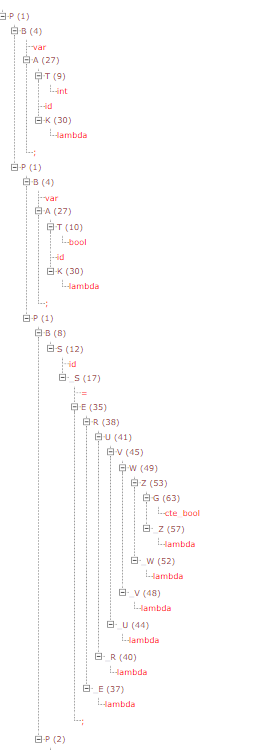 P (1)
B (4)
var
A (27)
T (9)
int
id
K (30)
lambda
;
P (1)
B (4)
var
A (27)
T (10)
bool
id
K (30)
lambda
;
P (1)
B (8)
S (12)
id
_S (17)
=
E (35)
R (38)
U (41)
V (45)
W (49)
Z (53)
G (63)
cte_bool
_Z (57)
lambda
_W (52)
lambda
_V (48)
lambda
_U (44)
lambda
_R (40)
lambda
_E (37)
lambda
;
P (2)